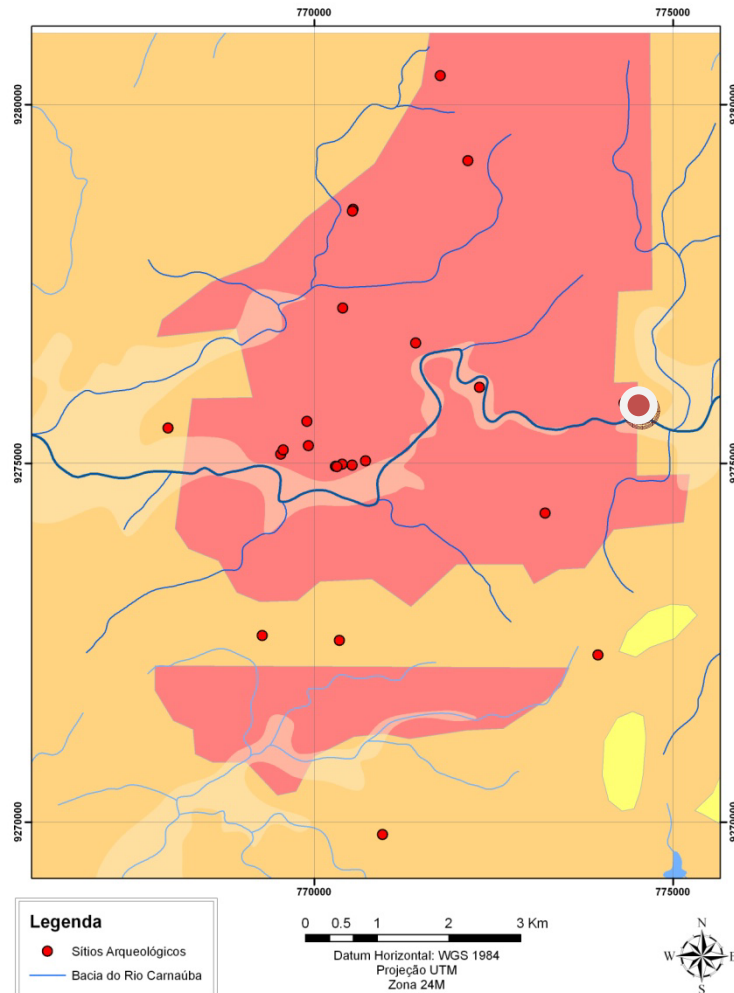 770000
775000
9280000
9280000
9275000
9275000
9270000
9270000
770000
775000
Legenda
Sítios Arqueológicos
Bacia do Rio Carnaúba
0 0.5 1 2 3 Km
Datum Horizontal: WGS 1984
Projeção UTM
Zona 24M
N
W E
S